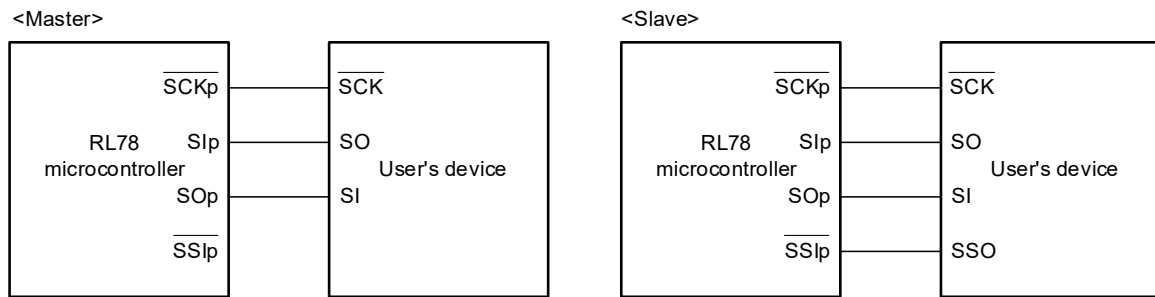 <Master>
SCKp
SIp
SOp
SSIp
RL78
microcontroller
SCK
SO
SI
User's device
<Slave>
SCKp
SIp
SOp
SSIp
RL78
microcontroller
SCK
SO
SI
SSO
User's device